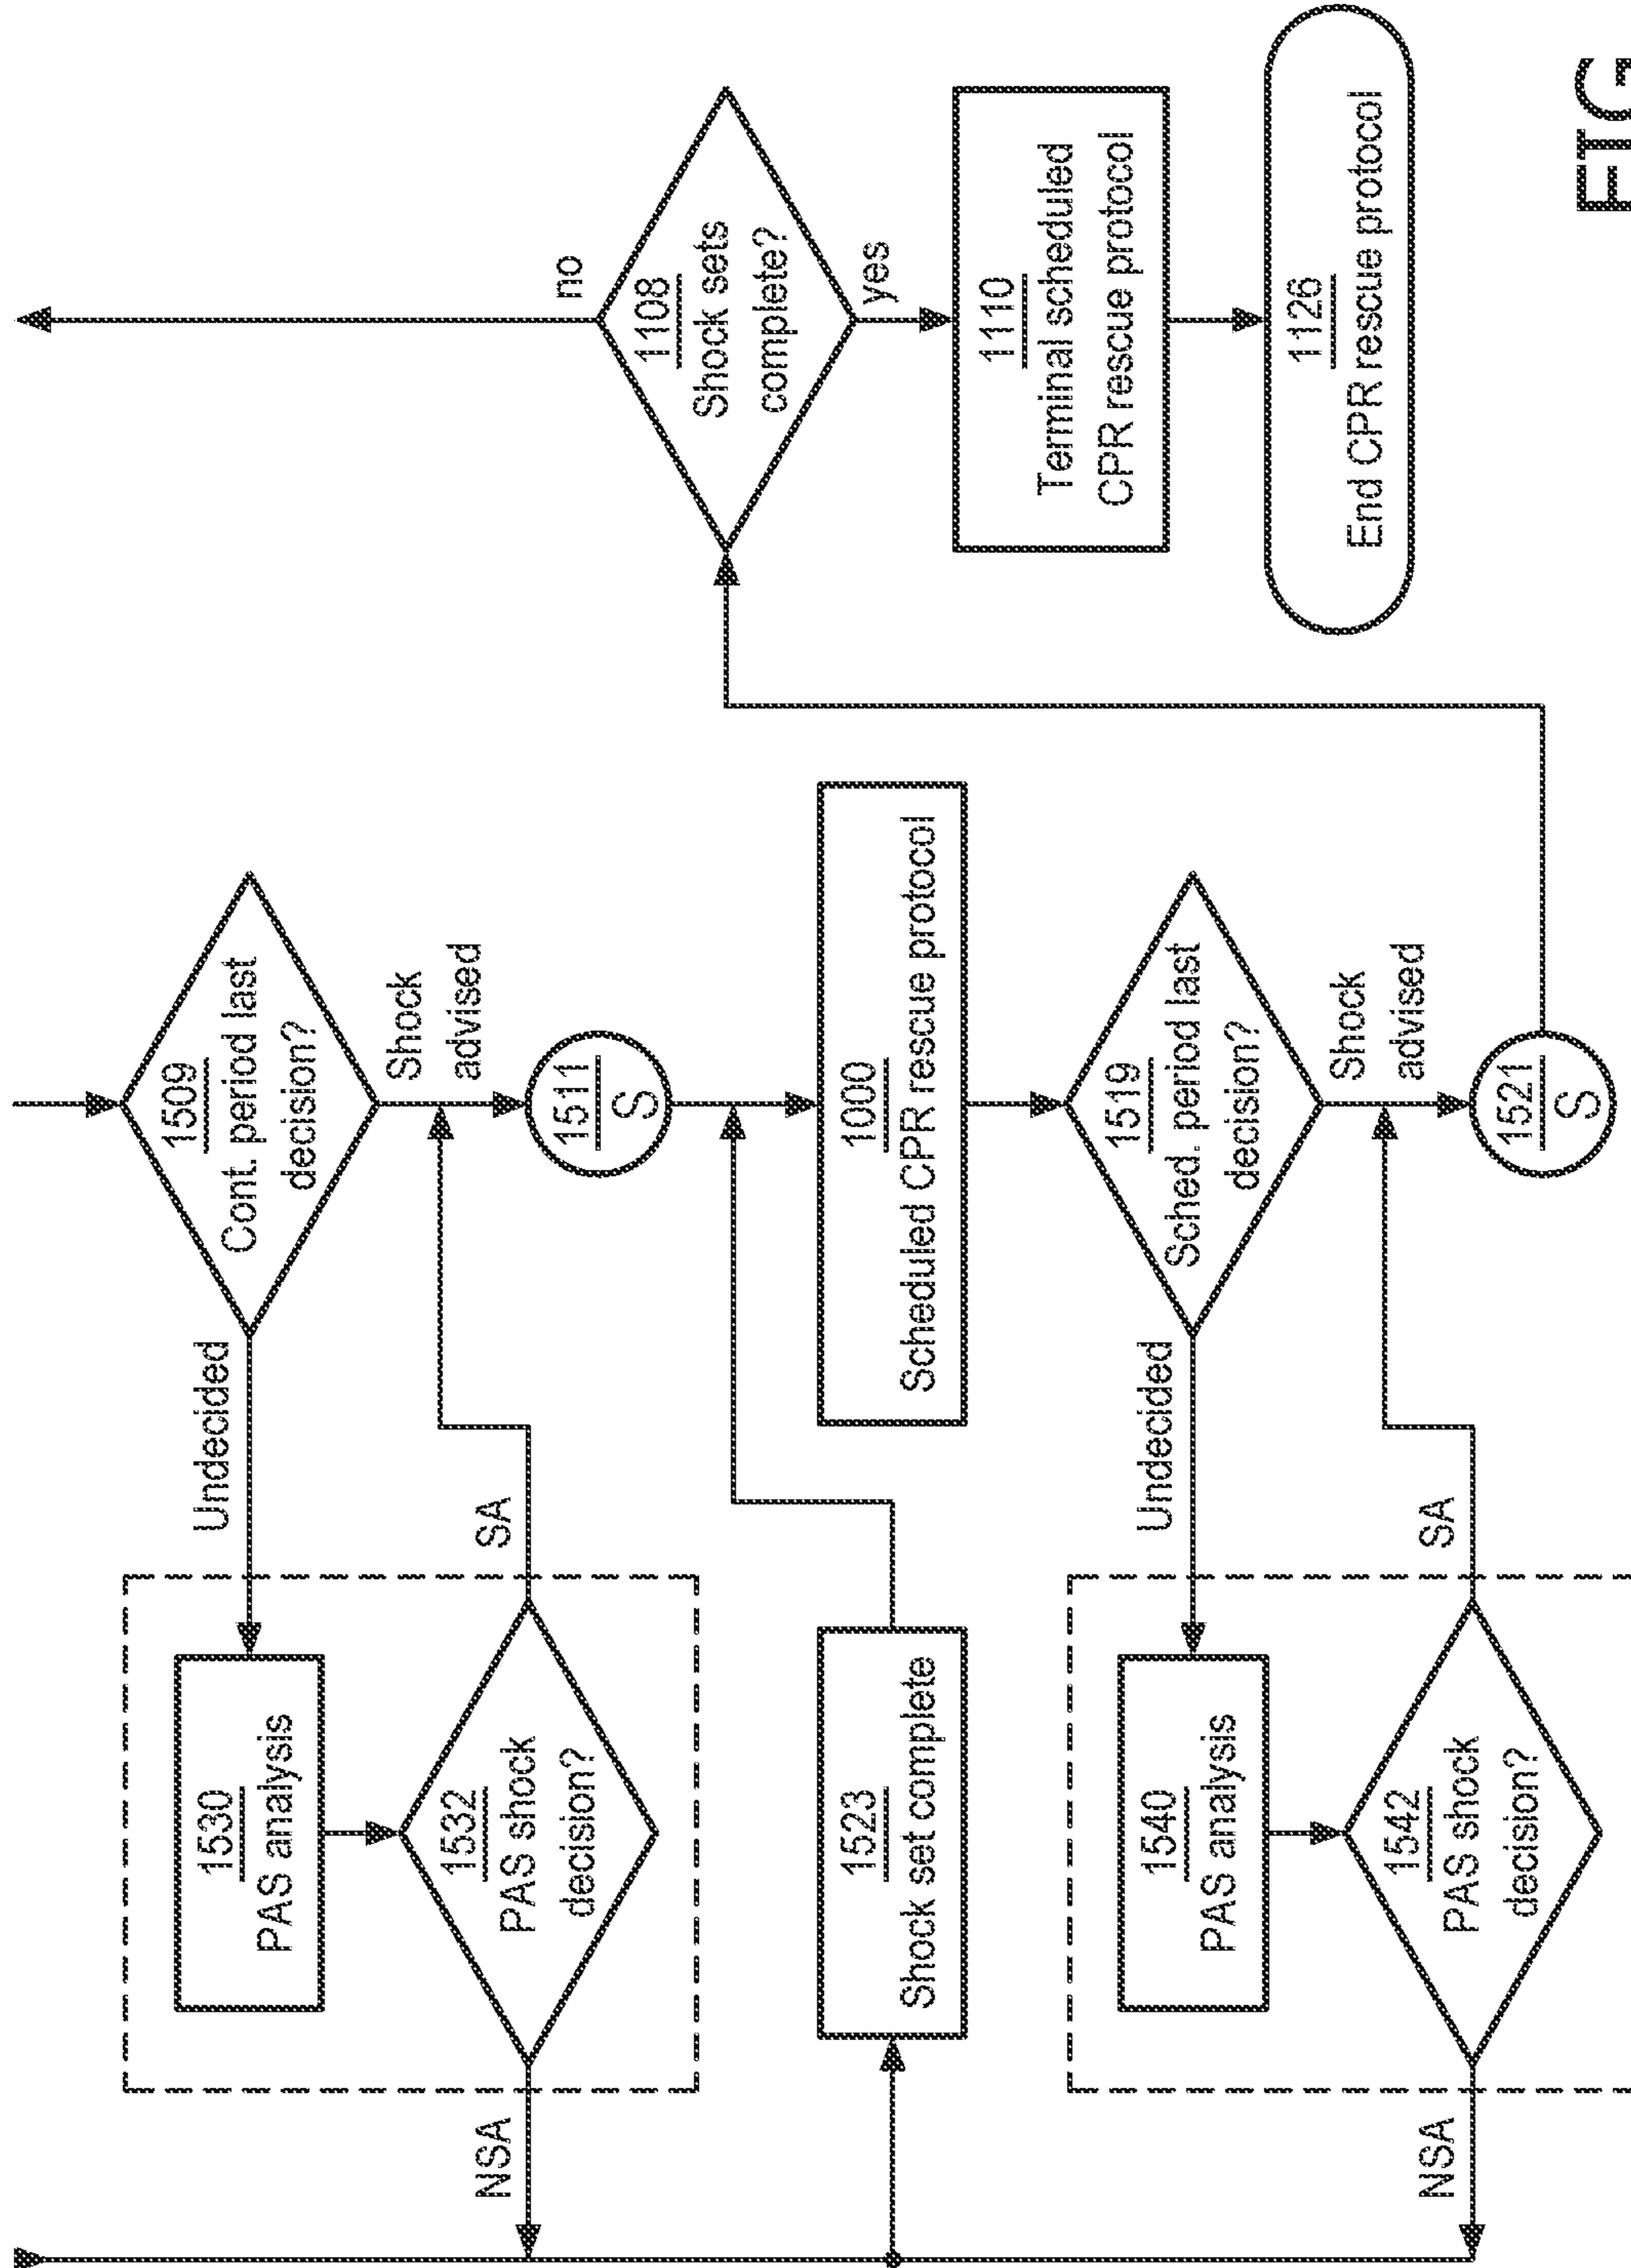 1530
PAS analysis
1532
PAS shock
decision?
NSA
SA
Undecided
1509
Cont. period last
decision?
Shock
advised
1511
S
1523
Shock set complete
1000
Scheduled CPR rescue protocol
1540
PAS analysis
1542
PAS shock
decision?
NSA
SA
Undecided
1519
Sched. period last
decision?
Shock
advised
1521
S
no
1108
Shock sets
complete?
yes
1110
Terminal scheduled
CPR rescue protocol
1126
End CPR rescue protocol
FIG